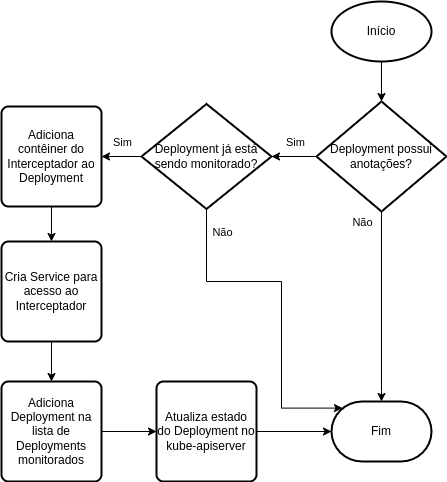 Início
Deployment possui
anotações?
Sim
Não
Deployment já está
sendo monitorado?
Sim
Não
Adiciona
contêiner do
Interceptador ao
Deployment
Cria Service para
acesso ao
Interceptador
Adiciona
Deployment na
lista de
Deployments
monitorados
Atualiza estado
do Deployment no
kube-apiserver
Fim